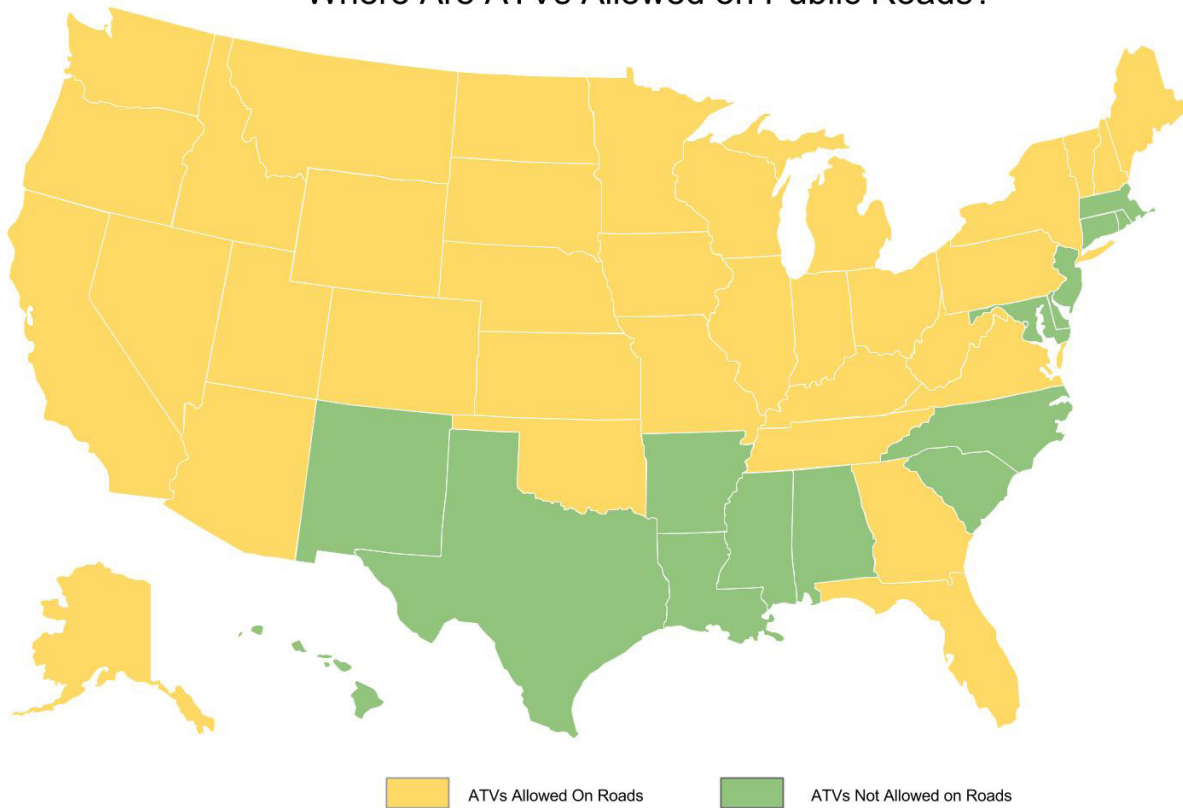 Where Are ATVs Allowed on Public Roads?
ATVs Allowed On Roads
ATVs Not Allowed on Roads